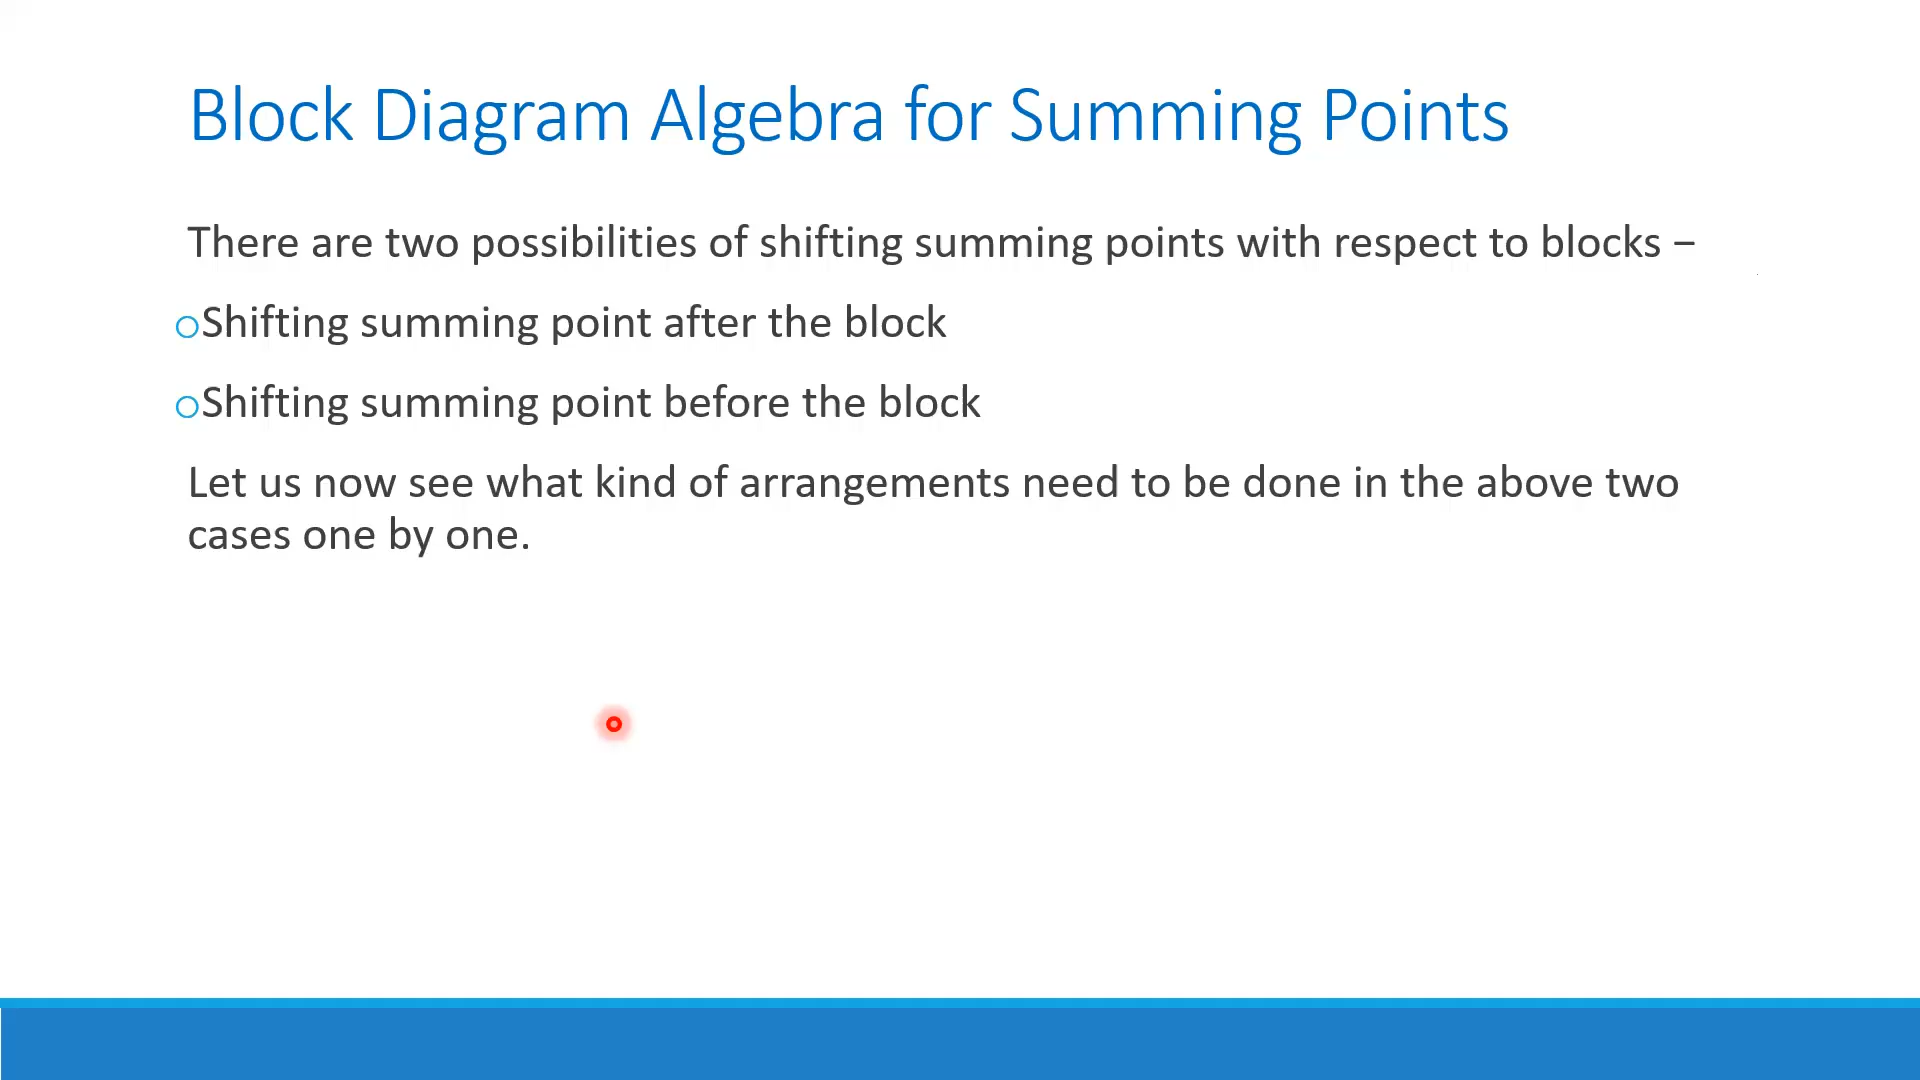 Block Diagram Algebra for Summing Points
There are two possibilities of shifting summing points with respect to blocks −
Shifting summing point after the block
Shifting summing point before the block
Let us now see what kind of arrangements need to be done in the above two
cases one by one.